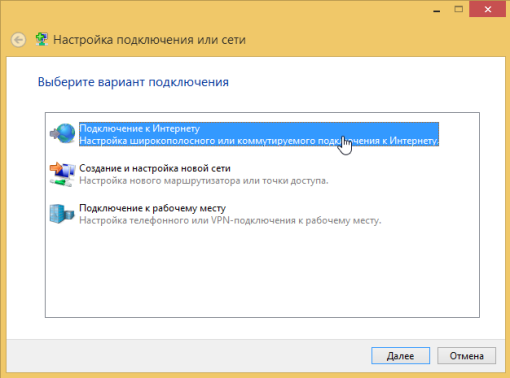 Настройка подключения или сети
Выберите вариант подключения
Подключение к Интернету
Настройка широкополосного или коммутируемого подключения к Интернету.
Создание и настройка новой сети
Настройка нового маршрутизатора или точки доступа.
Подключение к рабочему месту
Настройка телефонного или VPN-подключения к рабочему месту.
Далее
Отмена